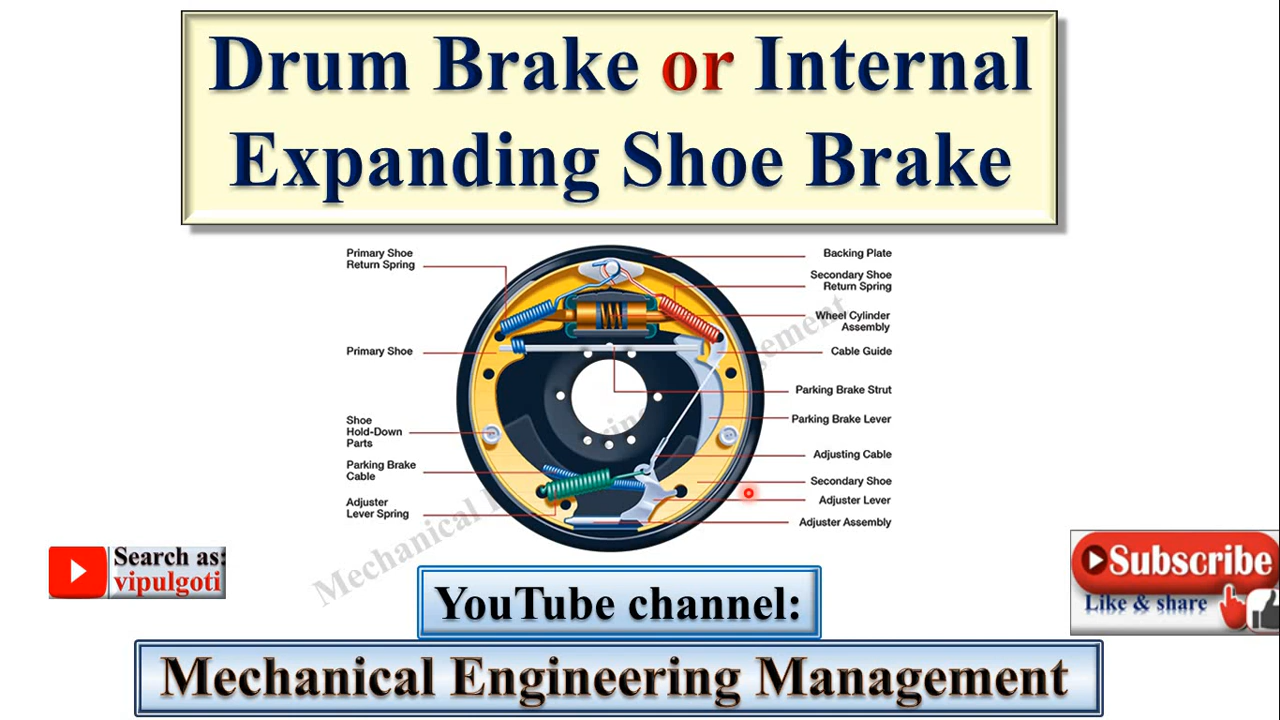 Drum Brake or Internal
Expanding Shoe Brake
Primary Shoe
Return Spring
Primary Shoe
Shoe
Hold-Down
Parts
Parking Brake
Cable
Adjuster
Lever Spring
Backing Plate
Secondary Shoe
Return Spring
Wheel Cylinder
Assembly
Cable Guide
Parking Brake Strut
Parking Brake Lever
Adjusting Cable
Secondary Shoe
Adjuster Lever
Adjuster Assembly
Search as:
vipulgoti
Subscribe
Like & share
YouTube channel:
Mechanical Engineering Management